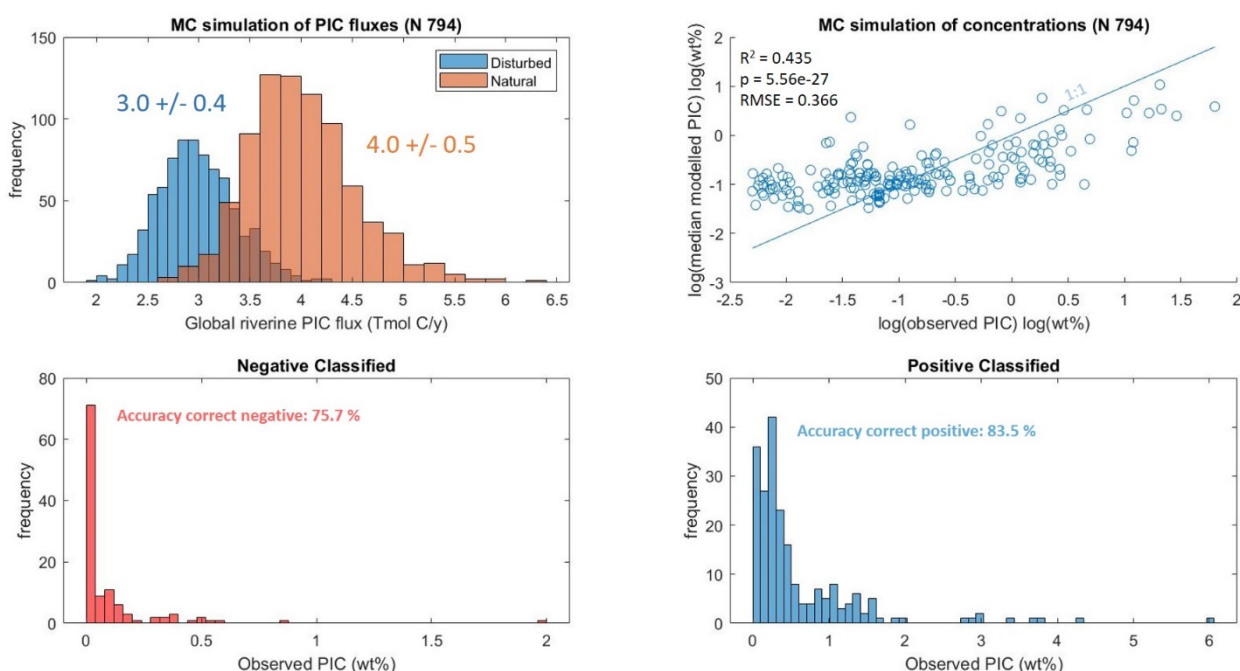 MC simulation of PIC fluxes (N 794)
150
100
50
0
frequency
Disturbed
Natural
3.0 +/- 0.4
4.0 +/- 0.5
2 2.5 3 3.5 4 4.5 5 5.5 6 6.5
Global riverine PIC flux (Tmol C/y)
MC simulation of concentrations (N 794)
R² = 0.435
p = 5.56e-27
RMSE = 0.366
1:1
2
1
0
-1
-2
-3
log(median modelled PIC) log(wt%)
-2.5 -2 -1.5 -1 -0.5 0 0.5 1 1.5 2
log(observed PIC) log(wt%)
Negative Classified
Accuracy correct negative: 75.7 %
80
60
40
20
0
frequency
0 0.5 1 1.5 2
Observed PIC (wt%)
Positive Classified
Accuracy correct positive: 83.5 %
50
40
30
20
10
0
frequency
0 1 2 3 4 5 6
Observed PIC (wt%)